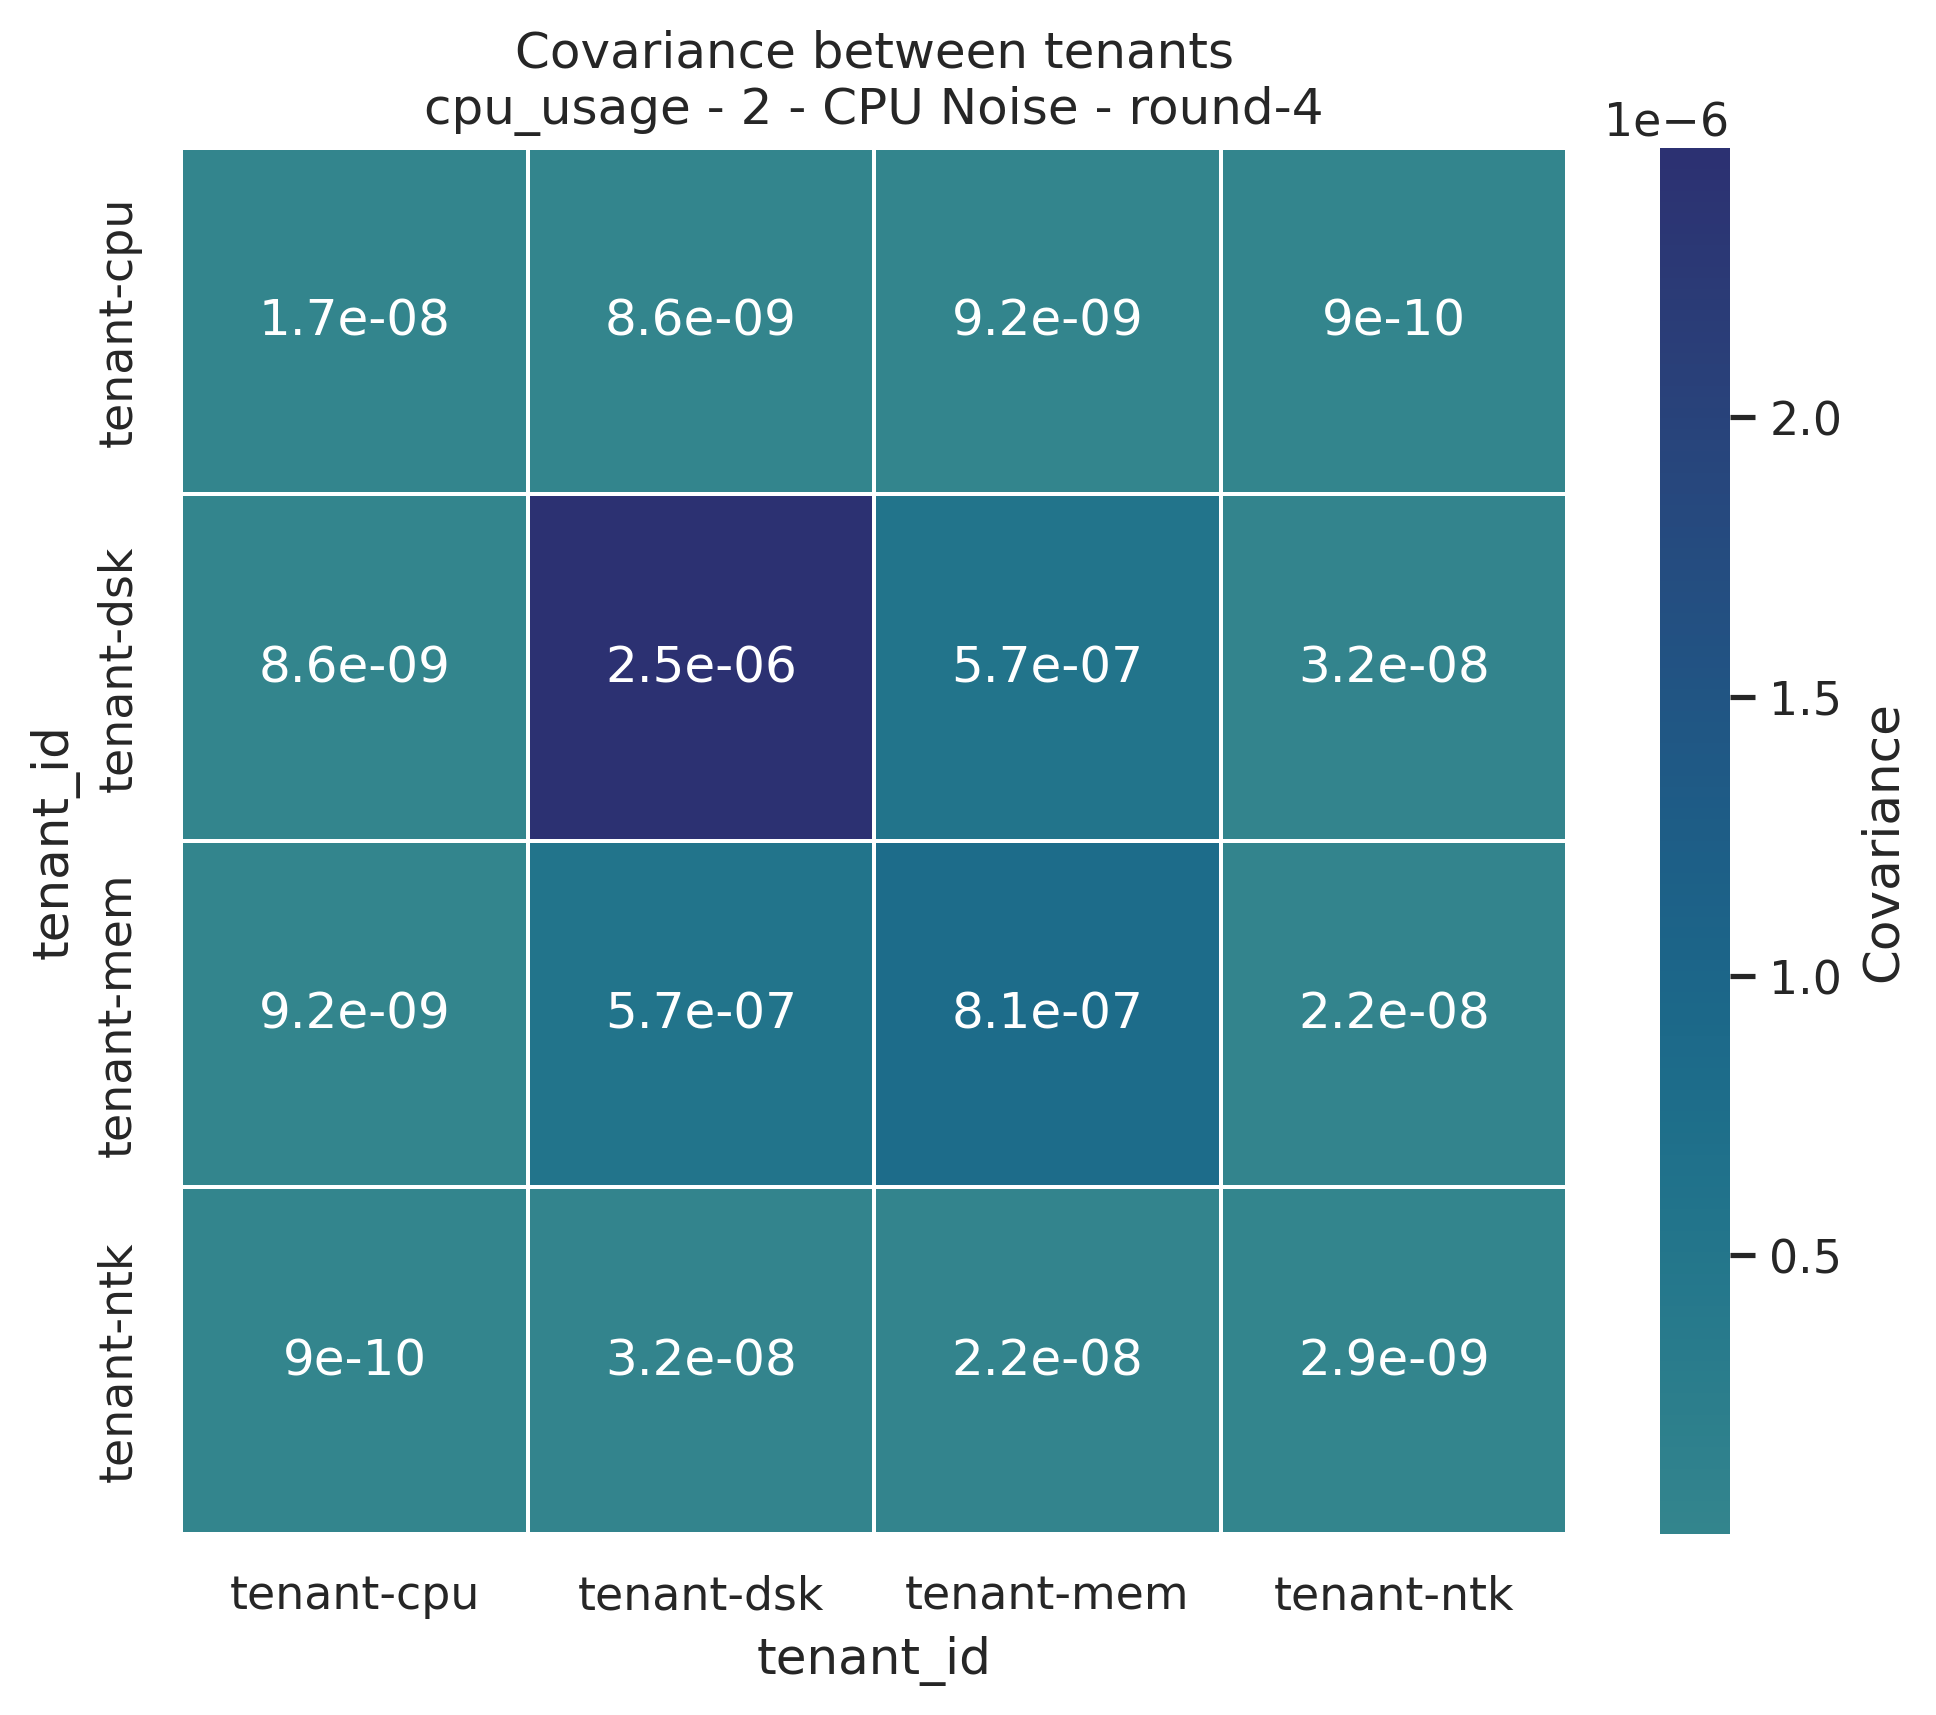 Covariance between tenants
cpu_usage - 2 - CPU Noise - round-4
1e−6
tenant_id
tenant-cpu
1.7e-08 8.6e-09 9.2e-09 9e-10
tenant-dsk
8.6e-09 2.5e-06 5.7e-07 3.2e-08
tenant-mem
9.2e-09 5.7e-07 8.1e-07 2.2e-08
tenant-ntk
9e-10 3.2e-08 2.2e-08 2.9e-09
tenant-cpu tenant-dsk tenant-mem tenant-ntk
tenant_id
2.0
1.5
1.0
0.5
Covariance